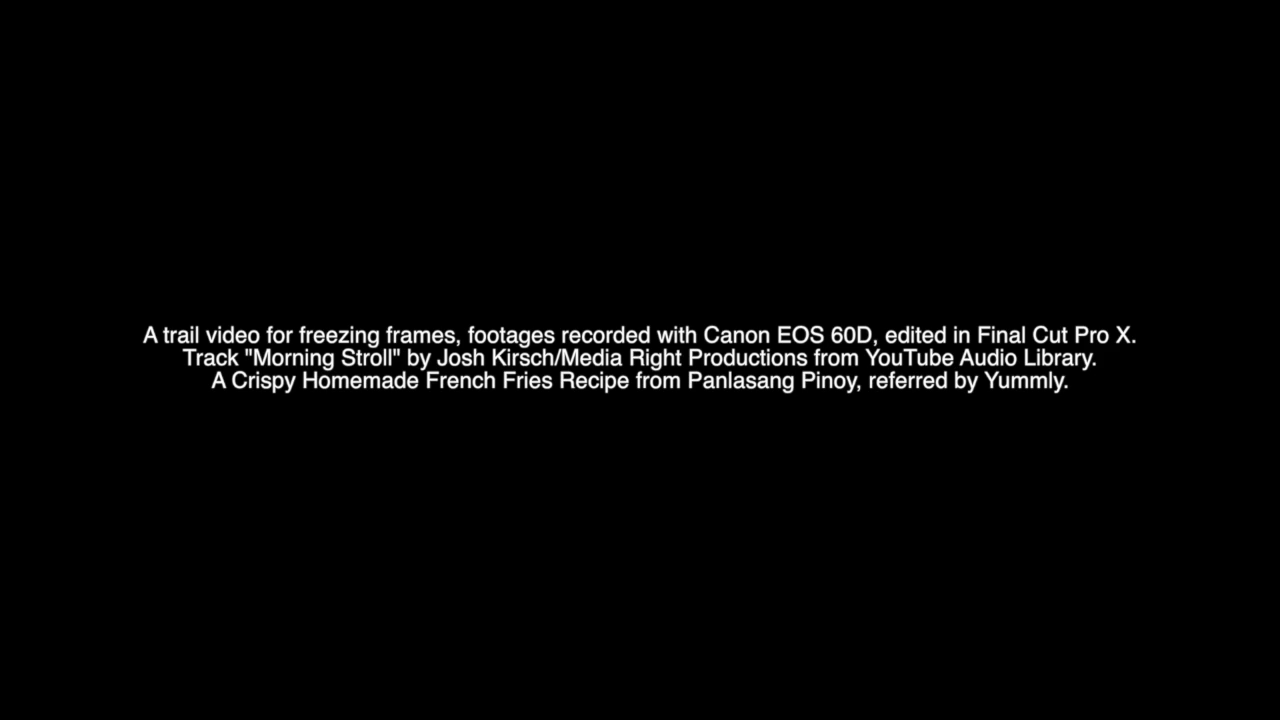 A trail video for freezing frames, footages recorded with Canon EOS 60D, edited in Final Cut Pro X.
Track "Morning Stroll" by Josh Kirsch/Media Right Productions from YouTube Audio Library.
A Crispy Homemade French Fries Recipe from Panlasang Pinoy, referred by Yummly.